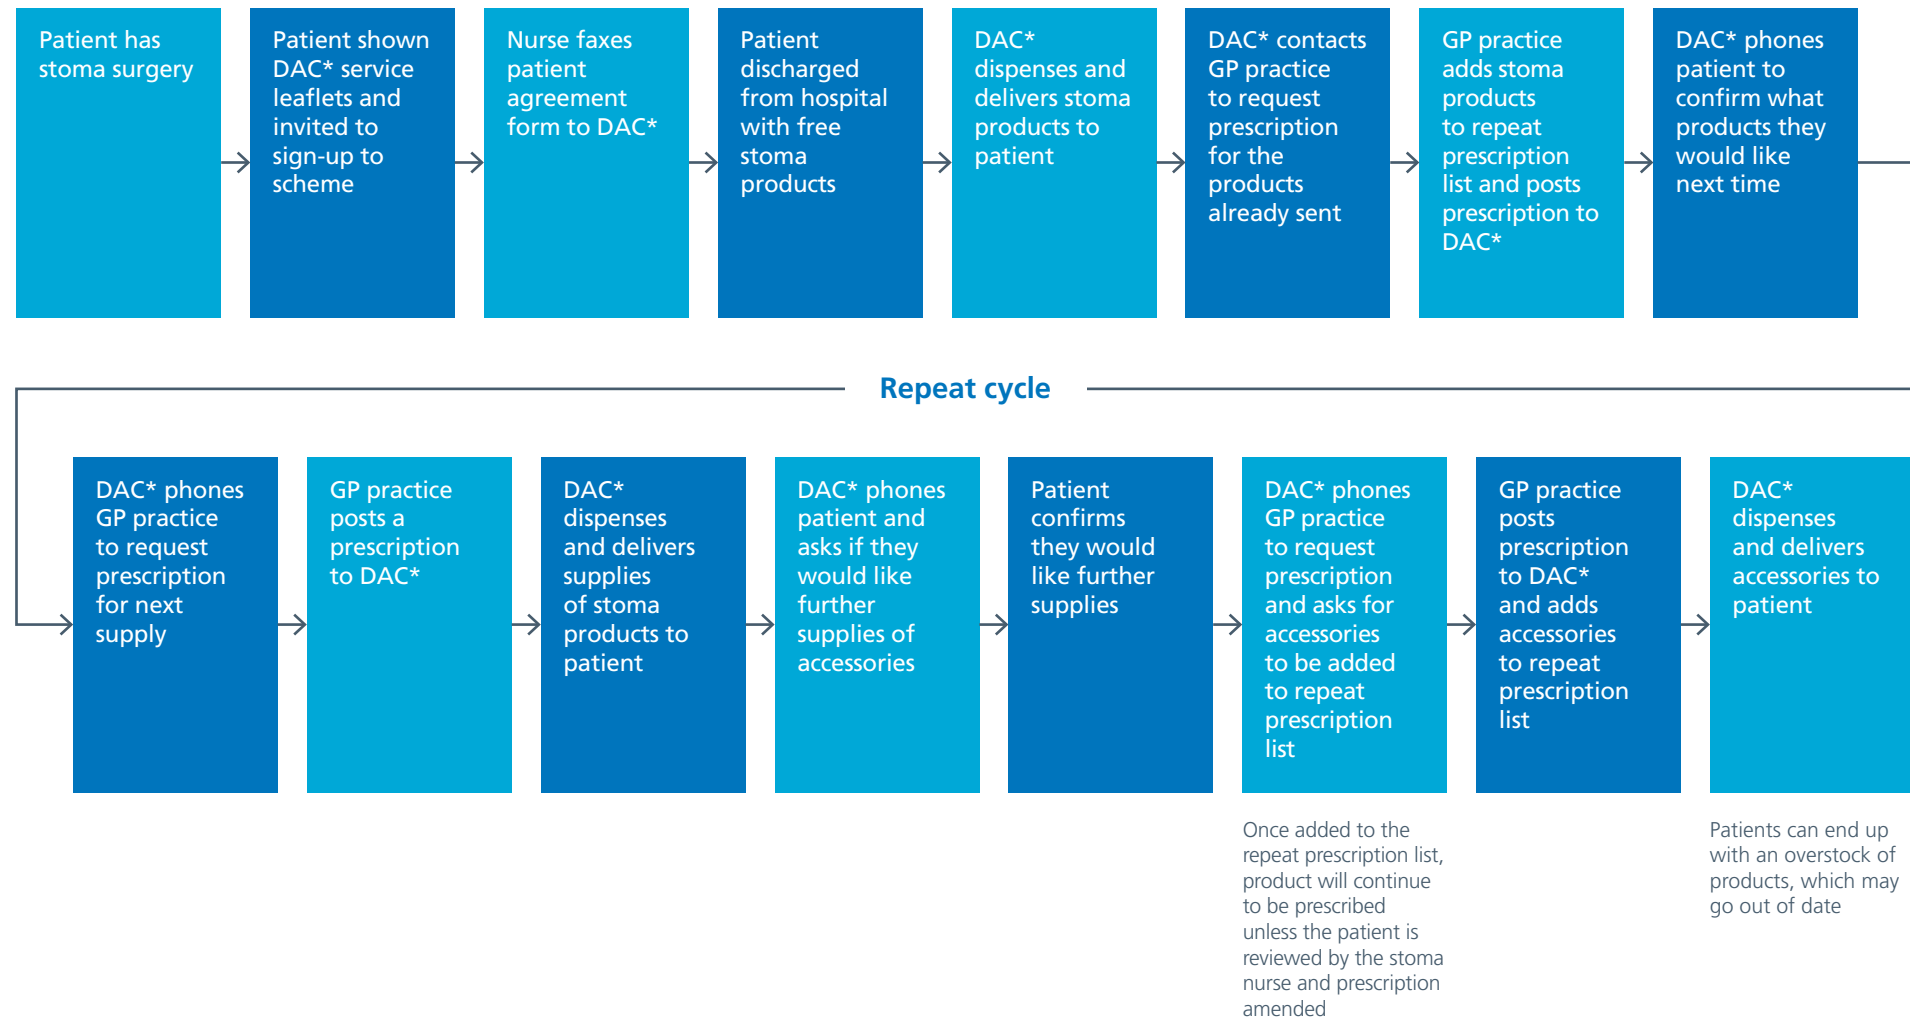 Patient has
stoma surgery
Patient shown
DAC* service
leaflets and
invited to
sign-up to
scheme
Nurse faxes
patient
agreement
form to DAC*
Patient
discharged
from hospital
with free
stoma
products
DAC*
dispenses and
delivers stoma
products to
patient
DAC* contacts
GP practice
to request
prescription
for the
products
already sent
GP practice
adds stoma
products
to repeat
prescription
list and posts
prescription to
DAC*
DAC* phones
patient to
confirm what
products they
would like
next time
Repeat cycle
DAC* phones
GP practice
to request
prescription
for next
supply
GP practice
posts a
prescription
to DAC*
DAC*
dispenses
and delivers
supplies
of stoma
products to
patient
DAC* phones
patient and
asks if they
would like
further
supplies of
accessories
Patient
confirms
they would
like further
supplies
DAC* phones
GP practice
to request
prescription
and asks for
accessories
to be added
to repeat
prescription
list
GP practice
posts
prescription
to DAC*
and adds
accessories
to repeat
prescription
list
DAC*
dispenses
and delivers
accessories to
patient
Once added to the
repeat prescription list,
product will continue
to be prescribed
unless the patient is
reviewed by the stoma
nurse and prescription
amended
Patients can end up
with an overstock of
products, which may
go out of date